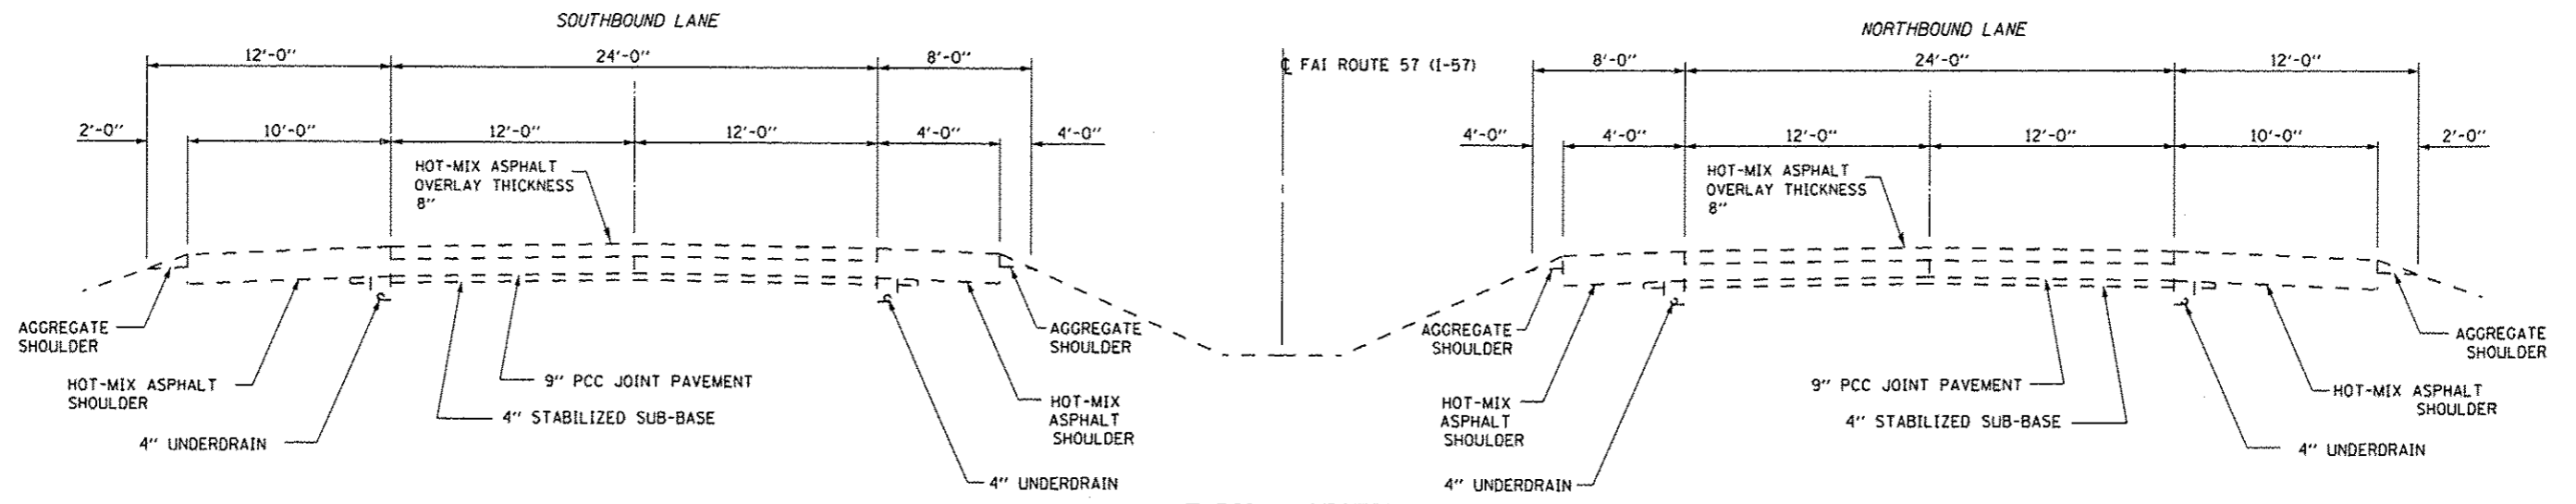 SOUTHBOUND LANE
12'-0"
24'-0"
8'-0"
2'-0"
10'-0"
12'-0"
12'-0"
4'-0"
4'-0"
HOT-MIX ASPHALT
OVERLAY THICKNESS
8"
AGGREGATE
SHOULDER
HOT-MIX ASPHALT
SHOULDER
4" UNDERDRAIN
9" PCC JOINT PAVEMENT
4" STABILIZED SUB-BASE
AGGREGATE
SHOULDER
HOT-MIX
ASPHALT
SHOULDER
4" UNDERDRAIN
℄ FAI ROUTE 57 (I-57)
NORTHBOUND LANE
8'-0"
24'-0"
12'-0"
4'-0"
4'-0"
12'-0"
12'-0"
10'-0"
2'-0"
HOT-MIX ASPHALT
OVERLAY THICKNESS
8"
AGGREGATE
SHOULDER
HOT-MIX
ASPHALT
SHOULDER
4" UNDERDRAIN
9" PCC JOINT PAVEMENT
4" STABILIZED SUB-BASE
AGGREGATE
SHOULDER
HOT-MIX ASPHALT
SHOULDER
4" UNDERDRAIN